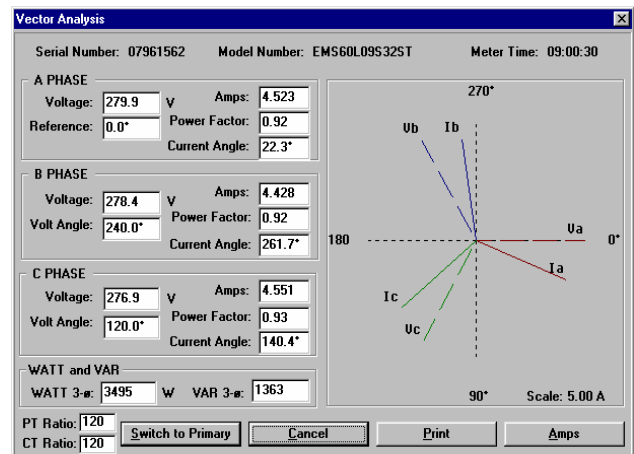 Vector Analysis
Serial Number: 07961562 Model Number: EMS60L09S32ST Meter Time: 09:00:30
A PHASE
Voltage: 279.9 V Amps: 4.523
Reference: 0.0° Power Factor: 0.92
Current Angle: 22.3°
B PHASE
Voltage: 278.4 V Amps: 4.428
Volt Angle: 240.0° Power Factor: 0.92
Current Angle: 261.7°
C PHASE
Voltage: 276.9 V Amps: 4.551
Volt Angle: 120.0° Power Factor: 0.93
Current Angle: 140.4°
WATT and VAR
WATT 3-ø: 3495 W VAR 3-ø: 1363
270°
Vb Ib
Va
180 0°
Ia
Ic
Vc
90° Scale: 5.00 A
PT Ratio: 120
CT Ratio: 120
Switch to Primary Cancel Print Amps